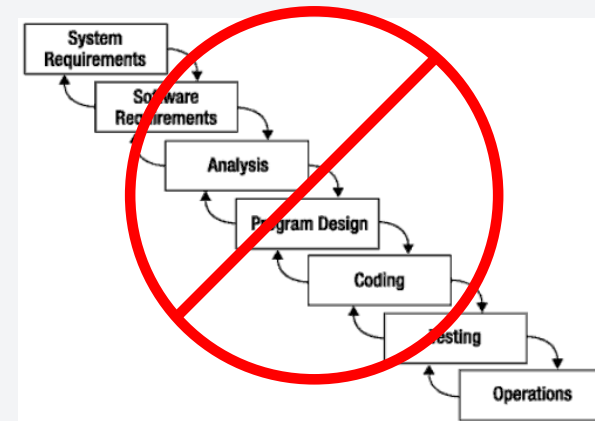 System
Requirements
Software
Requirements
Analysis
Program Design
Coding
Testing
Operations